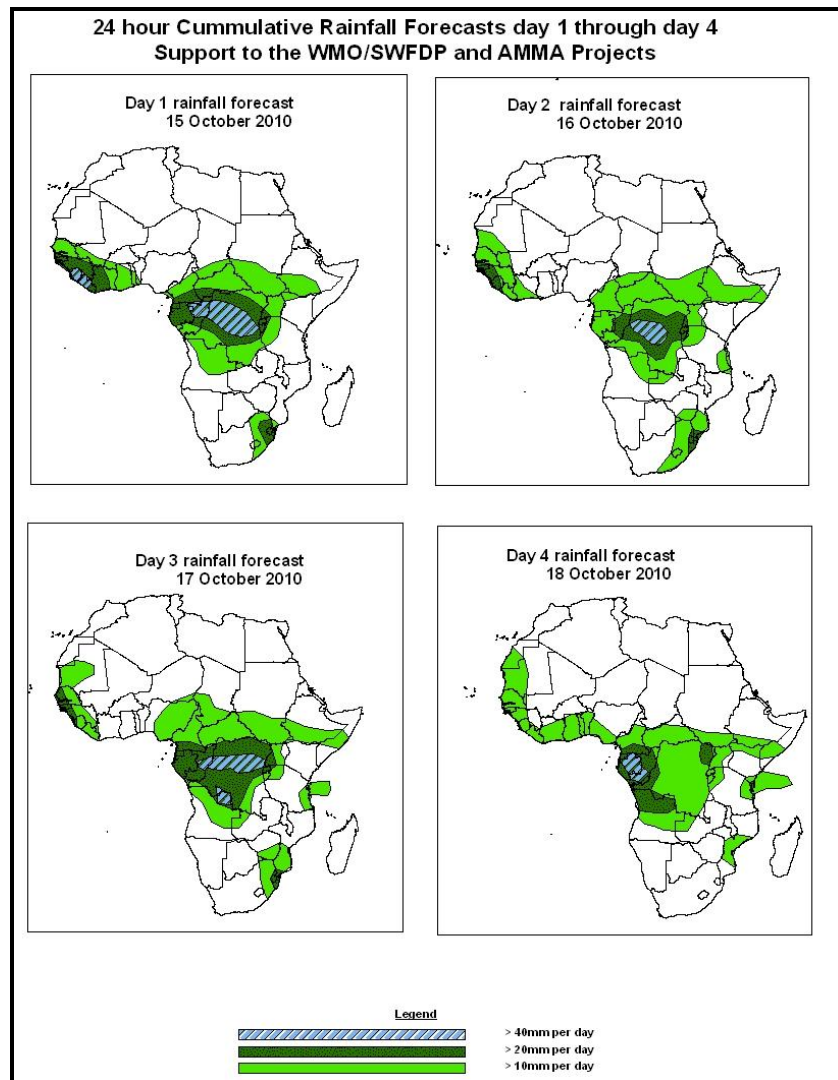 24 hour Cummulative Rainfall Forecasts day 1 through day 4
Support to the WMO/SWFDP and AMMA Projects
Day 1 rainfall forecast
15 October 2010
Day 2 rainfall forecast
16 October 2010
Day 3 rainfall forecast
17 October 2010
Day 4 rainfall forecast
18 October 2010
Legend
> 40mm per day
> 20mm per day
> 10mm per day